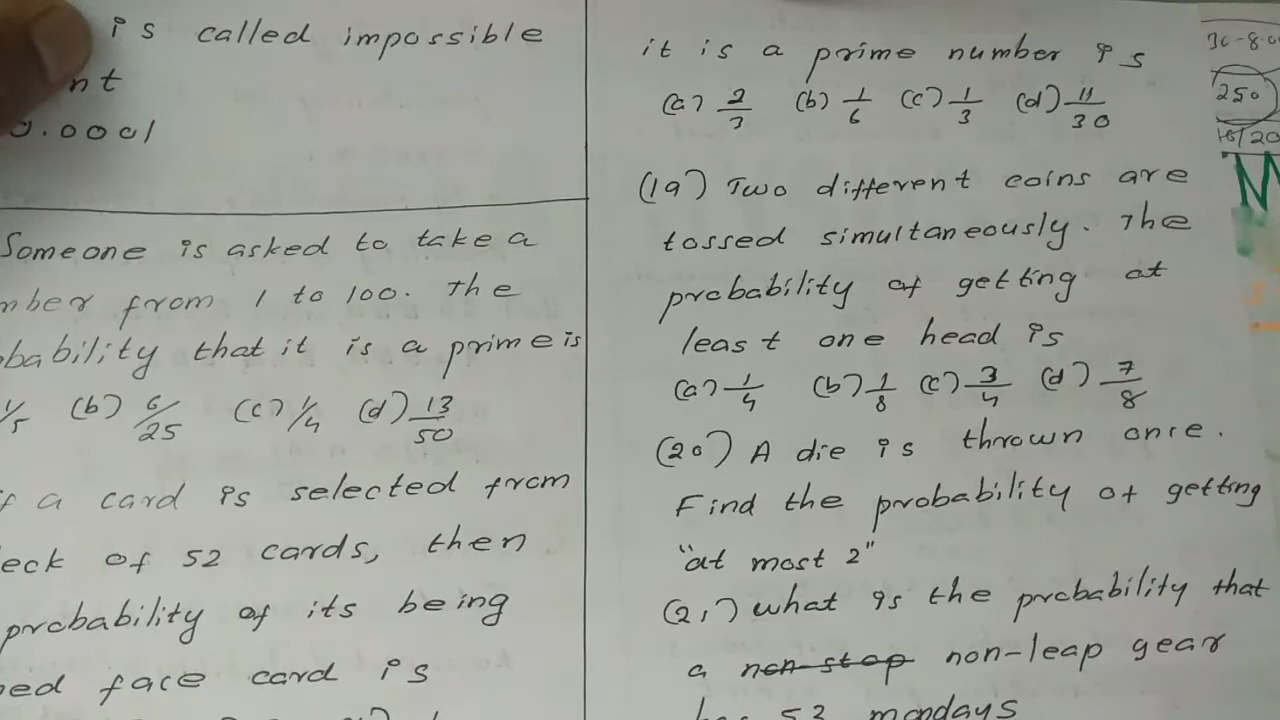 is called impossible
nt
0.0001
Someone is asked to take a
mber from 1 to 100. The
bability that it is a prime is
1/5 (b) 6/25 (c) 1/4 (d) 13/50
if a card is selected from
eck of 52 cards, then
probability of its being
ed face card is
it is a prime number is
(a) 2/3 (b) 1/6 (c) 1/3 (d) 11/30
(19) Two different coins are
tossed simultaneously. The
probability of getting at
least one head is
(a) 1/4 (b) 1/8 (c) 3/4 (d) 7/8
(20) A die is thrown once.
Find the probability of getting
"at most 2"
(21) what is the probability that
a non-stop non-leap gear
has 53 mondays
250
M